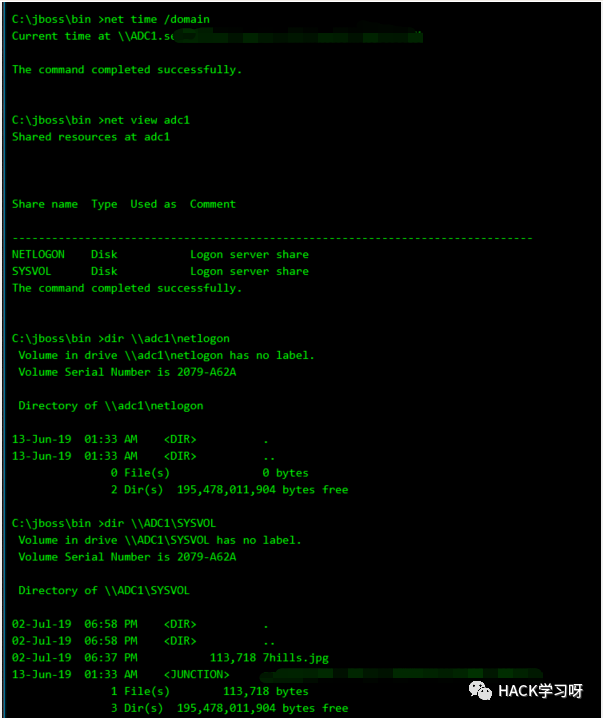 C:\jboss\bin >net time /domain
Current time at \\ADC1.se
The command completed successfully.
C:\jboss\bin >net view adc1
Shared resources at adc1
Share name  Type  Used as  Comment
-------------------------------------------------------------------------------
NETLOGON    Disk           Logon server share
SYSVOL      Disk           Logon server share
The command completed successfully.
C:\jboss\bin >dir \\adc1\netlogon
 Volume in drive \\adc1\netlogon has no label.
 Volume Serial Number is 2079-A62A
 Directory of \\adc1\netlogon
13-Jun-19  01:33 AM    <DIR>          .
13-Jun-19  01:33 AM    <DIR>          ..
               0 File(s)              0 bytes
               2 Dir(s)  195,478,011,904 bytes free
C:\jboss\bin >dir \\ADC1\SYSVOL
 Volume in drive \\ADC1\SYSVOL has no label.
 Volume Serial Number is 2079-A62A
 Directory of \\ADC1\SYSVOL
02-Jul-19  06:58 PM    <DIR>          .
02-Jul-19  06:58 PM    <DIR>          ..
02-Jul-19  06:37 PM           113,718 7hills.jpg
13-Jun-19  01:33 AM    <JUNCTION>
               1 File(s)        113,718 bytes
               3 Dir(s)  195,478,011,904 bytes free
HACK学习呀